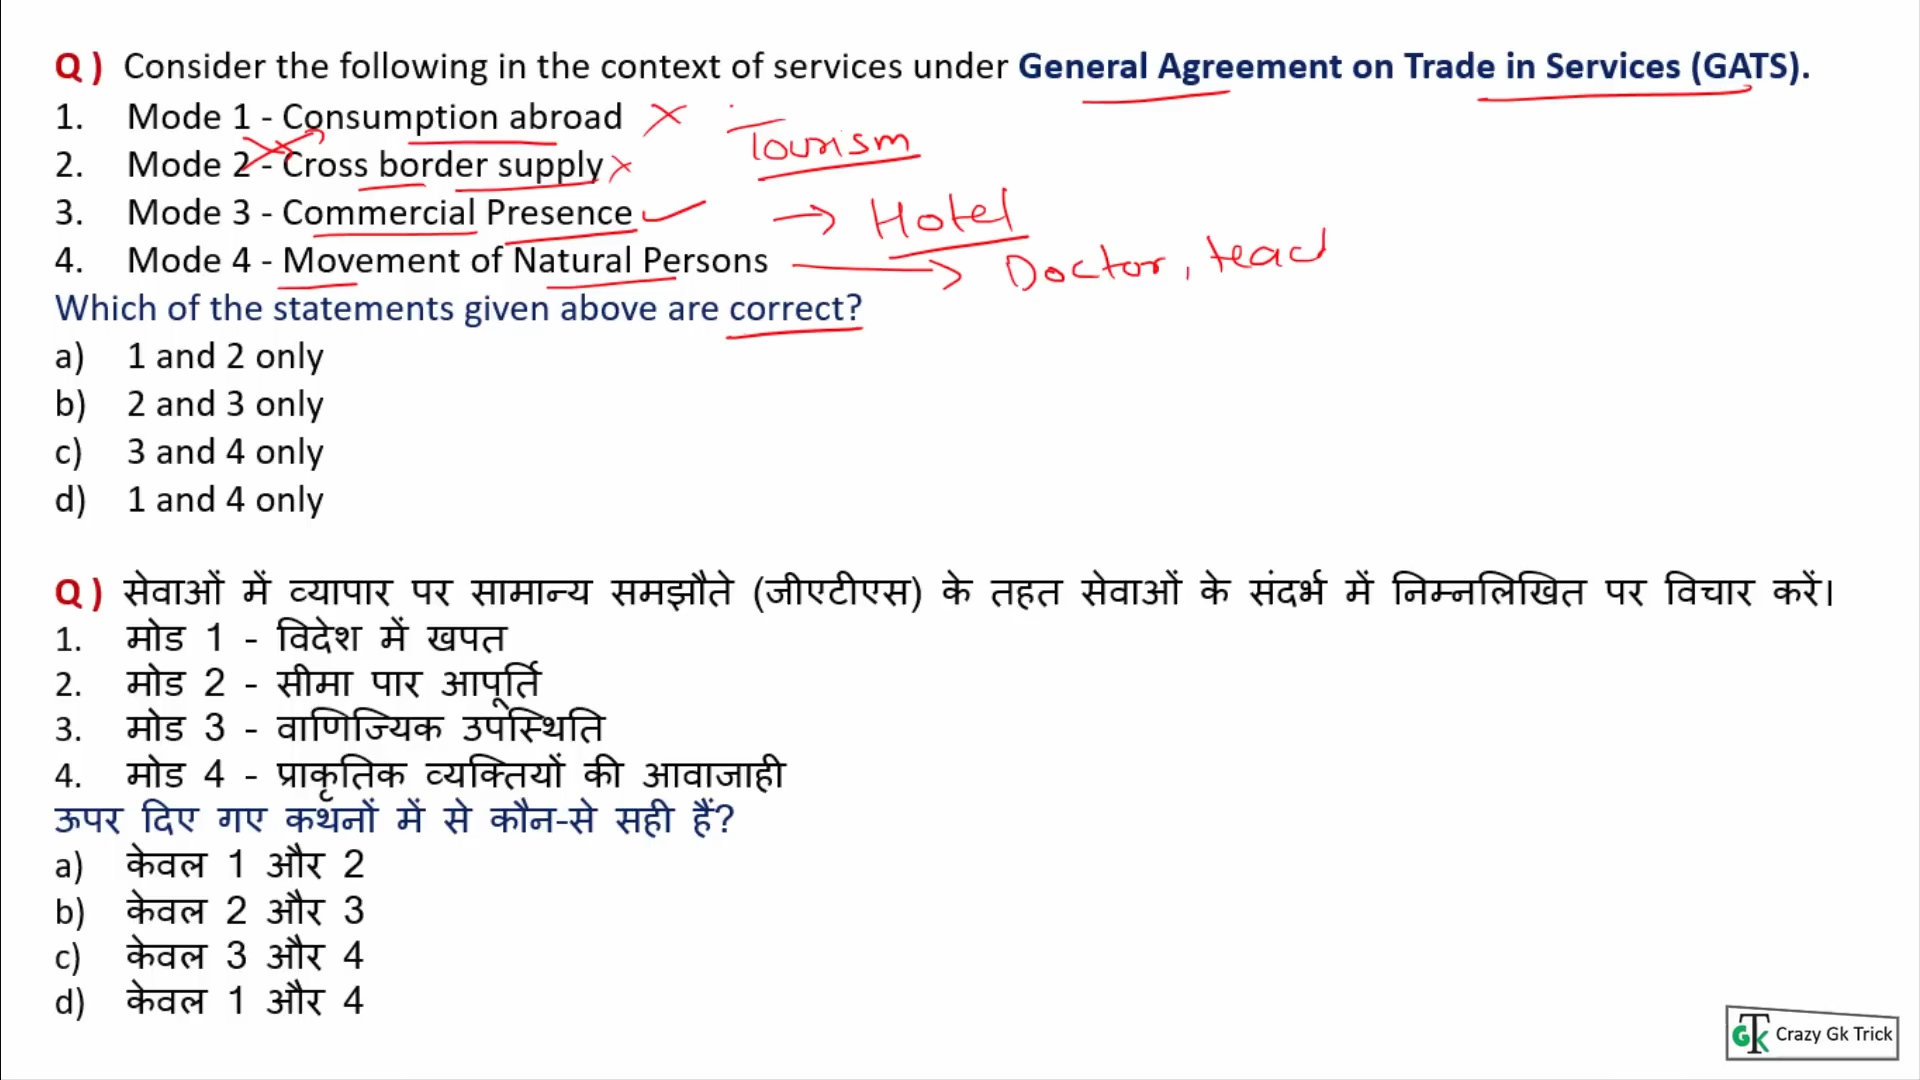 Q ) Consider the following in the context of services under General Agreement on Trade in Services (GATS).
1. Mode 1 - Consumption abroad
Tourism
2. Mode 2 - Cross border supply
3. Mode 3 - Commercial Presence
→ Hotel
4. Mode 4 - Movement of Natural Persons
Doctor, teach
Which of the statements given above are correct?
a) 1 and 2 only
b) 2 and 3 only
c) 3 and 4 only
d) 1 and 4 only
Q ) सेवाओं में व्यापार पर सामान्य समझौते (जीएटीएस) के तहत सेवाओं के संदर्भ में निम्नलिखित पर विचार करें।
1. मोड 1 - विदेश में खपत
2. मोड 2 - सीमा पार आपूर्ति
3. मोड 3 - वाणिज्यिक उपस्थिति
4. मोड 4 - प्राकृतिक व्यक्तियों की आवाजाही
ऊपर दिए गए कथनों में से कौन-से सही हैं?
a) केवल 1 और 2
b) केवल 2 और 3
c) केवल 3 और 4
d) केवल 1 और 4
GTK Crazy Gk Trick